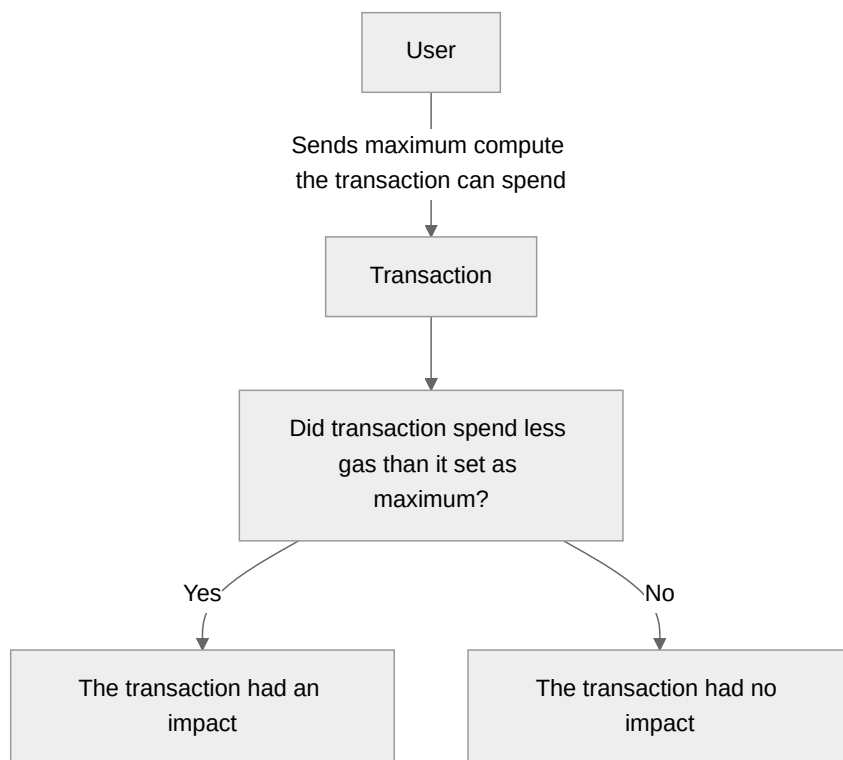 User
Sends maximum compute
the transaction can spend
Transaction
Did transaction spend less
gas than it set as
maximum?
Yes
No
The transaction had an
impact
The transaction had no
impact